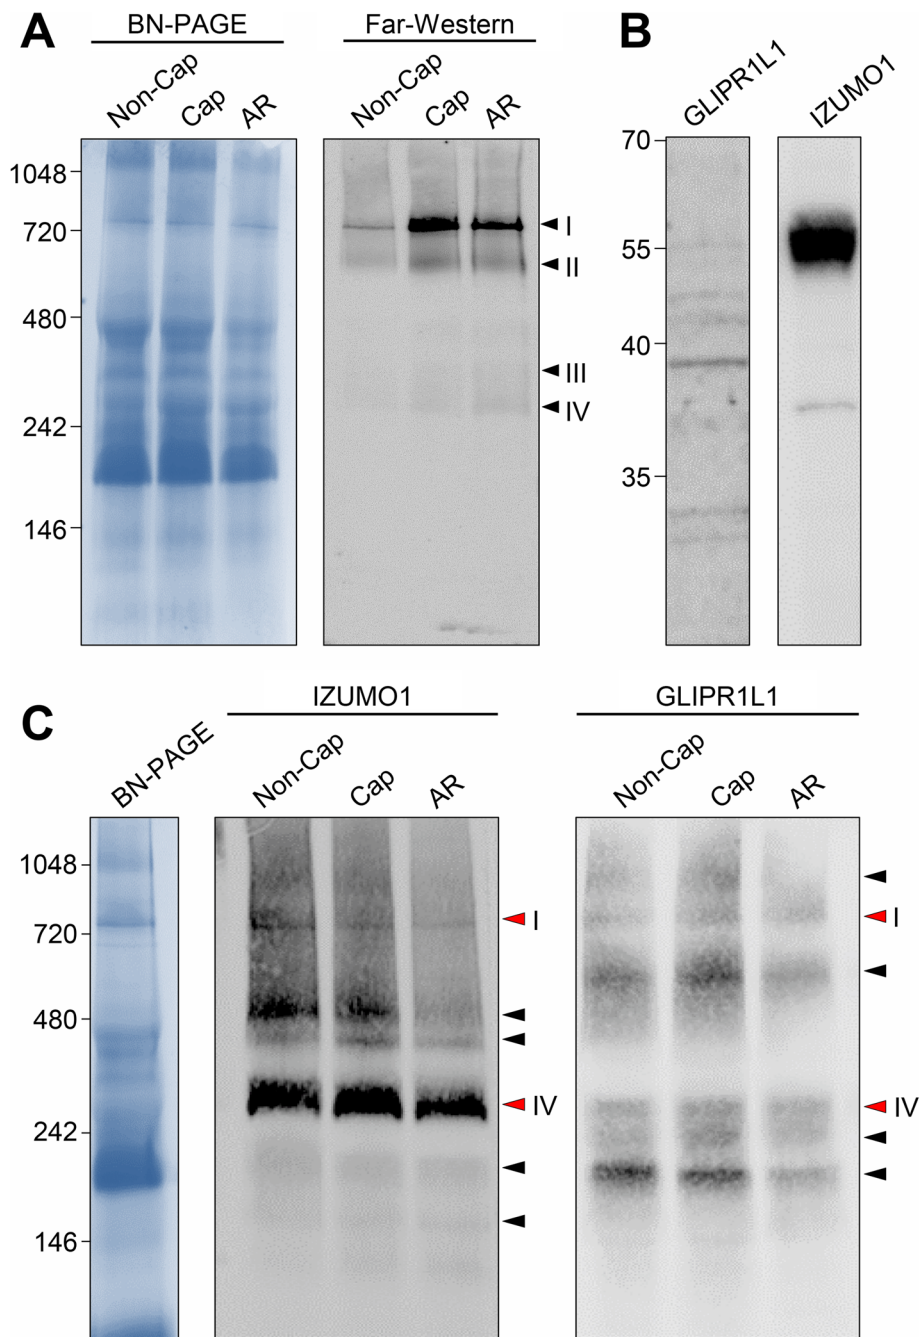 A
BN-PAGE
Far-Western
Non-Cap
Cap
AR
Non-Cap
Cap
AR
1048
720
480
242
146
I
II
III
IV
B
GLIPR1L1
IZUMO1
70
55
40
35
C
BN-PAGE
IZUMO1
GLIPR1L1
Non-Cap
Cap
AR
Non-Cap
Cap
AR
1048
720
480
242
146
I
IV
I
IV